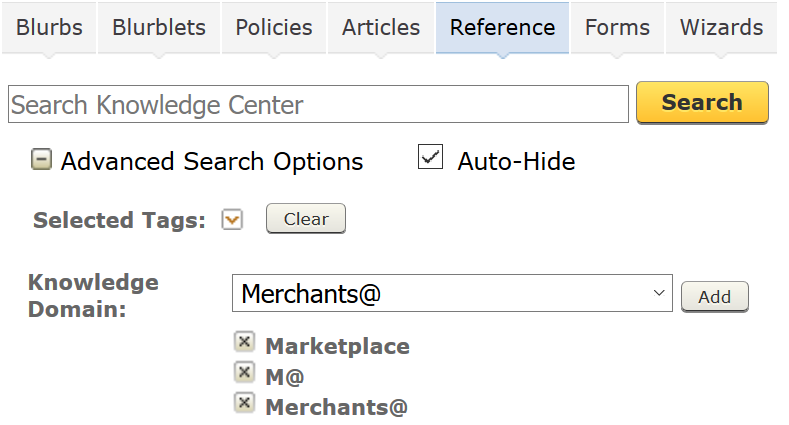 Blurbs Blurblets Policies Articles Reference Forms Wizards
Search Knowledge Center Search
Advanced Search Options Auto-Hide
Selected Tags: Clear
Knowledge
Domain: Merchants@ Add
Marketplace
M@
Merchants@